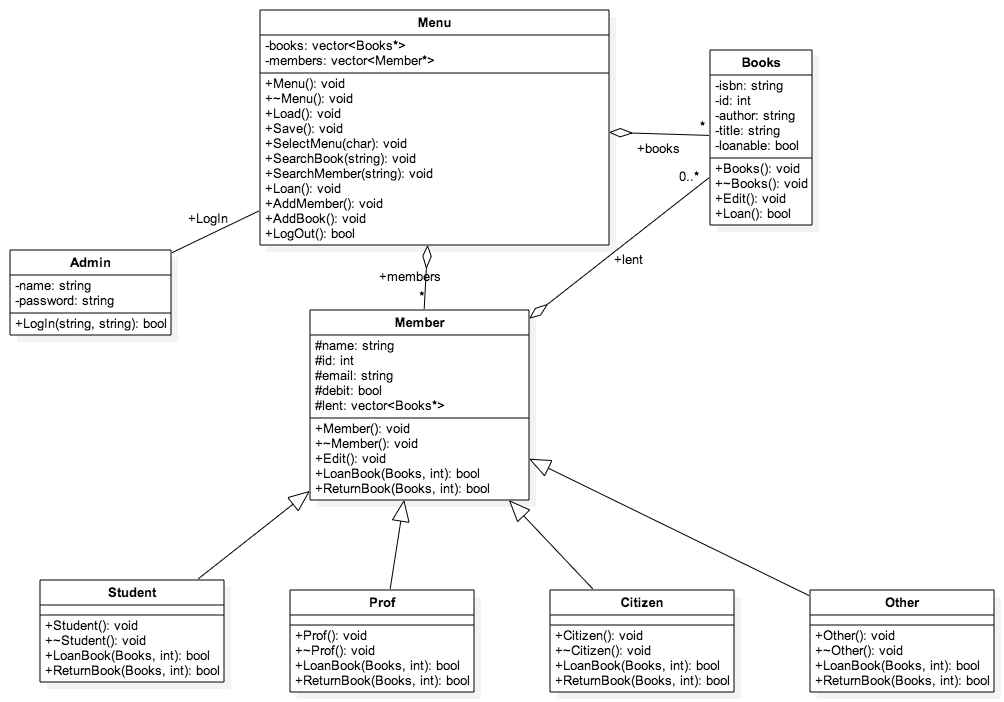 Menu
-books: vector<Books*>
-members: vector<Member*>
+Menu(): void
+~Menu(): void
+Load(): void
+Save(): void
+SelectMenu(char): void
+SearchBook(string): void
+SearchMember(string): void
+Loan(): void
+AddMember(): void
+AddBook(): void
+LogOut(): bool
Books
-isbn: string
-id: int
-author: string
-title: string
-loanable: bool
+Books(): void
+~Books(): void
+Edit(): void
+Loan(): bool
*
+books
0..*
+lent
+LogIn
Admin
-name: string
-password: string
+LogIn(string, string): bool
+members
*
Member
#name: string
#id: int
#email: string
#debit: bool
#lent: vector<Books*>
+Member(): void
+~Member(): void
+Edit(): void
+LoanBook(Books, int): bool
+ReturnBook(Books, int): bool
Student
+Student(): void
+~Student(): void
+LoanBook(Books, int): bool
+ReturnBook(Books, int): bool
Prof
+Prof(): void
+~Prof(): void
+LoanBook(Books, int): bool
+ReturnBook(Books, int): bool
Citizen
+Citizen(): void
+~Citizen(): void
+LoanBook(Books, int): bool
+ReturnBook(Books, int): bool
Other
+Other(): void
+~Other(): void
+LoanBook(Books, int): bool
+ReturnBook(Books, int): bool